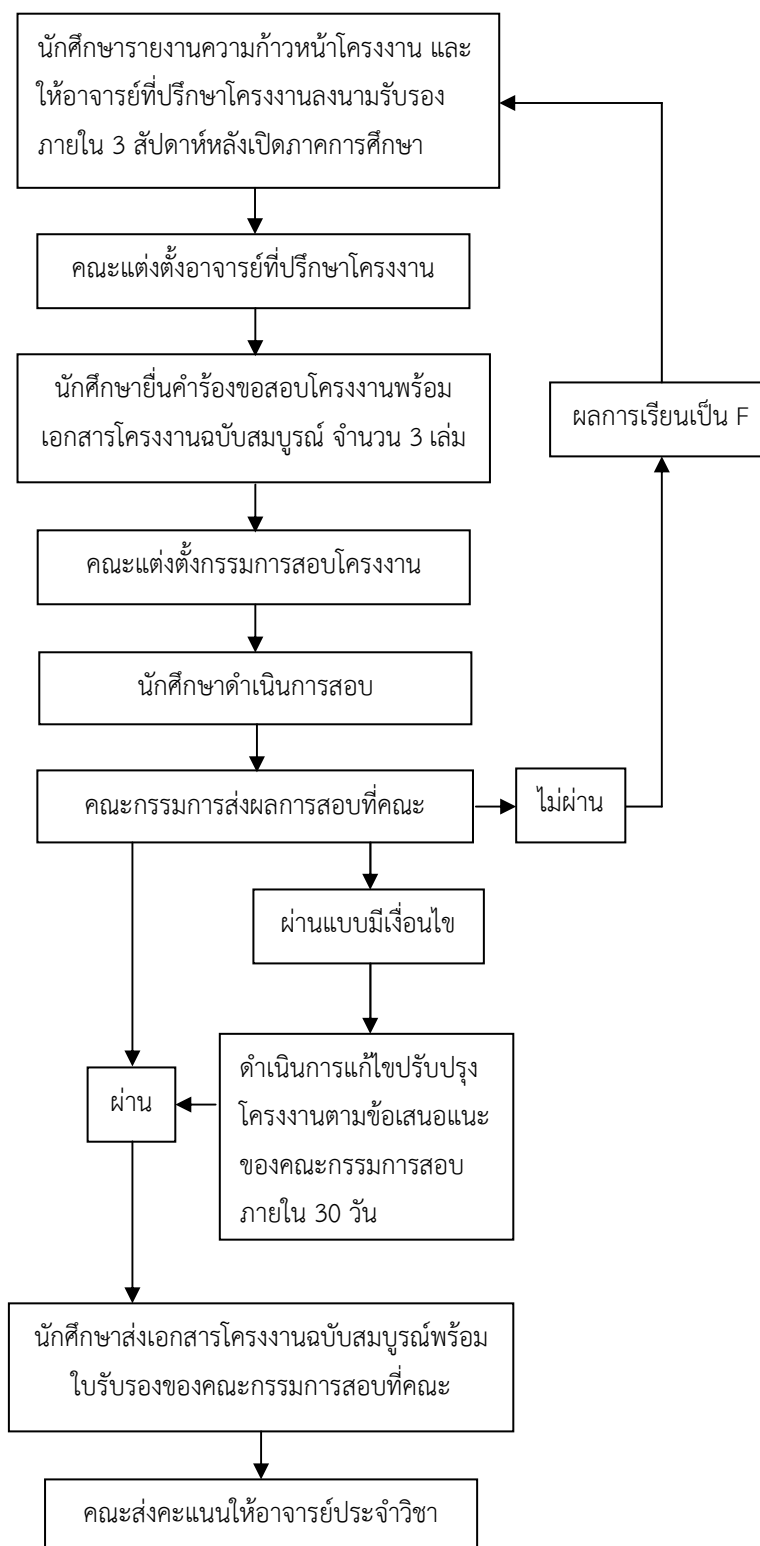 นักศึกษารายงานความก้าวหน้าโครงงาน และ
ให้อาจารย์ที่ปรึกษาโครงงานลงนามรับรอง
ภายใน 3 สัปดาห์หลังเปิดภาคการศึกษา
คณะแต่งตั้งอาจารย์ที่ปรึกษาโครงงาน
นักศึกษายื่นคำร้องขอสอบโครงงานพร้อม
เอกสารโครงงานฉบับสมบูรณ์ จำนวน 3 เล่ม
ผลการเรียนเป็น F
คณะแต่งตั้งกรรมการสอบโครงงาน
นักศึกษาดำเนินการสอบ
คณะกรรมการส่งผลการสอบที่คณะ
ไม่ผ่าน
ผ่านแบบมีเงื่อนไข
ผ่าน
ดำเนินการแก้ไขปรับปรุง
โครงงานตามข้อเสนอแนะ
ของคณะกรรมการสอบ
ภายใน 30 วัน
นักศึกษาส่งเอกสารโครงงานฉบับสมบูรณ์พร้อม
ใบรับรองของคณะกรรมการสอบที่คณะ
คณะส่งคะแนนให้อาจารย์ประจำวิชา